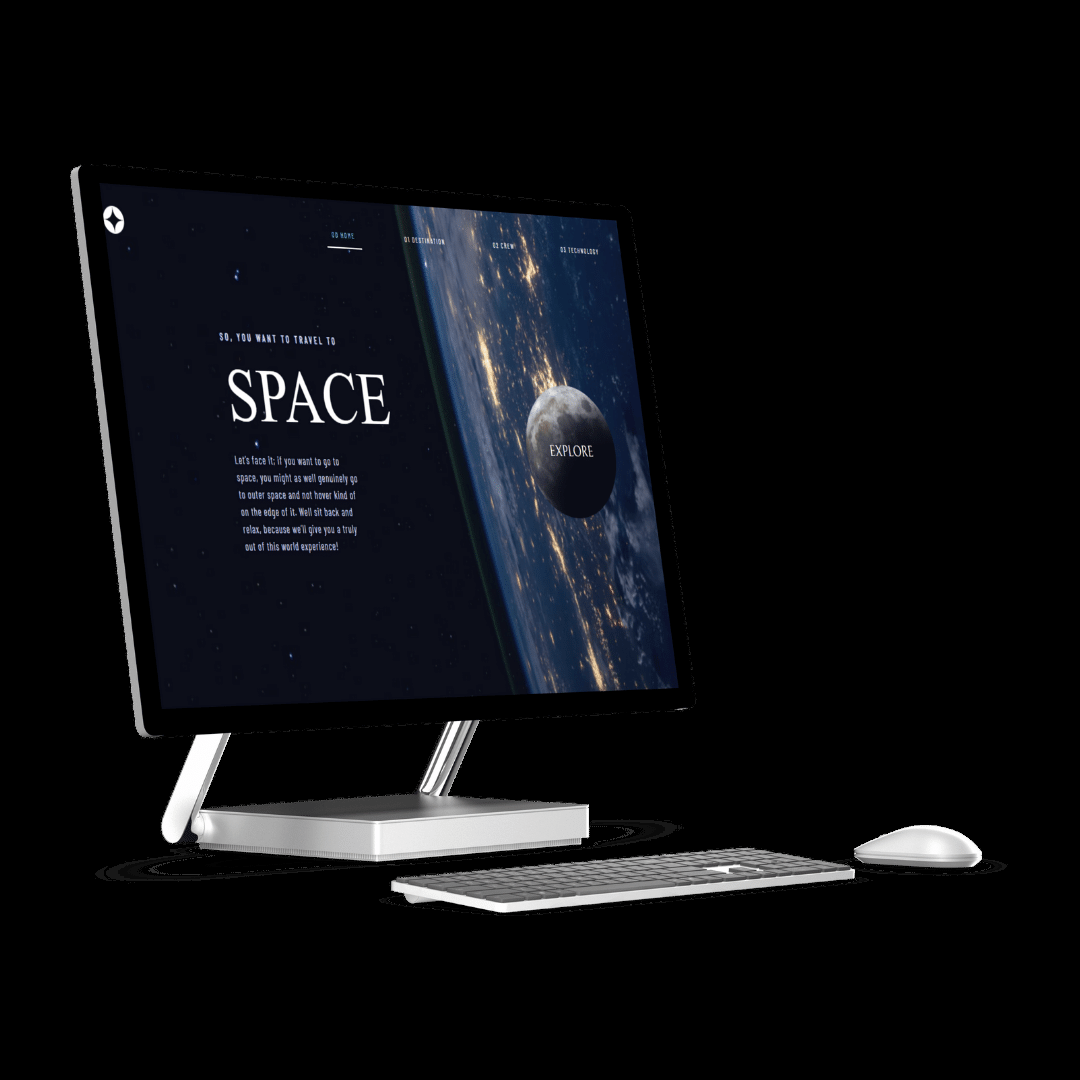 00 HOME 01 DESTINATION 02 CREW 03 TECHNOLOGY
SO, YOU WANT TO TRAVEL TO
SPACE
Let's face it; if you want to go to
space, you might as well genuinely go
to outer space and not hover kind of
on the edge of it. Well sit back and
relax, because we'll give you a truly
out of this world experience!
EXPLORE